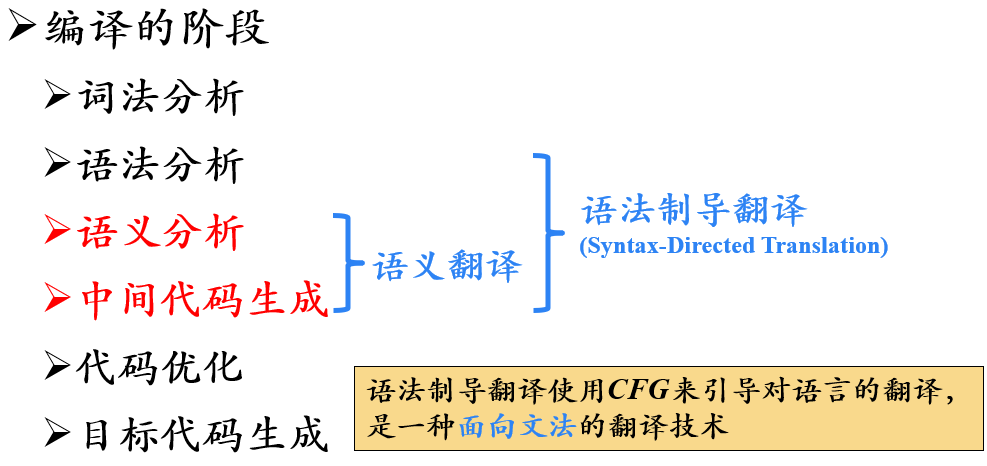 编译的阶段
词法分析
语法分析
语义分析
中间代码生成
代码优化
目标代码生成
语义翻译
语法制导翻译
(Syntax-Directed Translation)
语法制导翻译使用CFG来引导对语言的翻译，
是一种面向文法的翻译技术